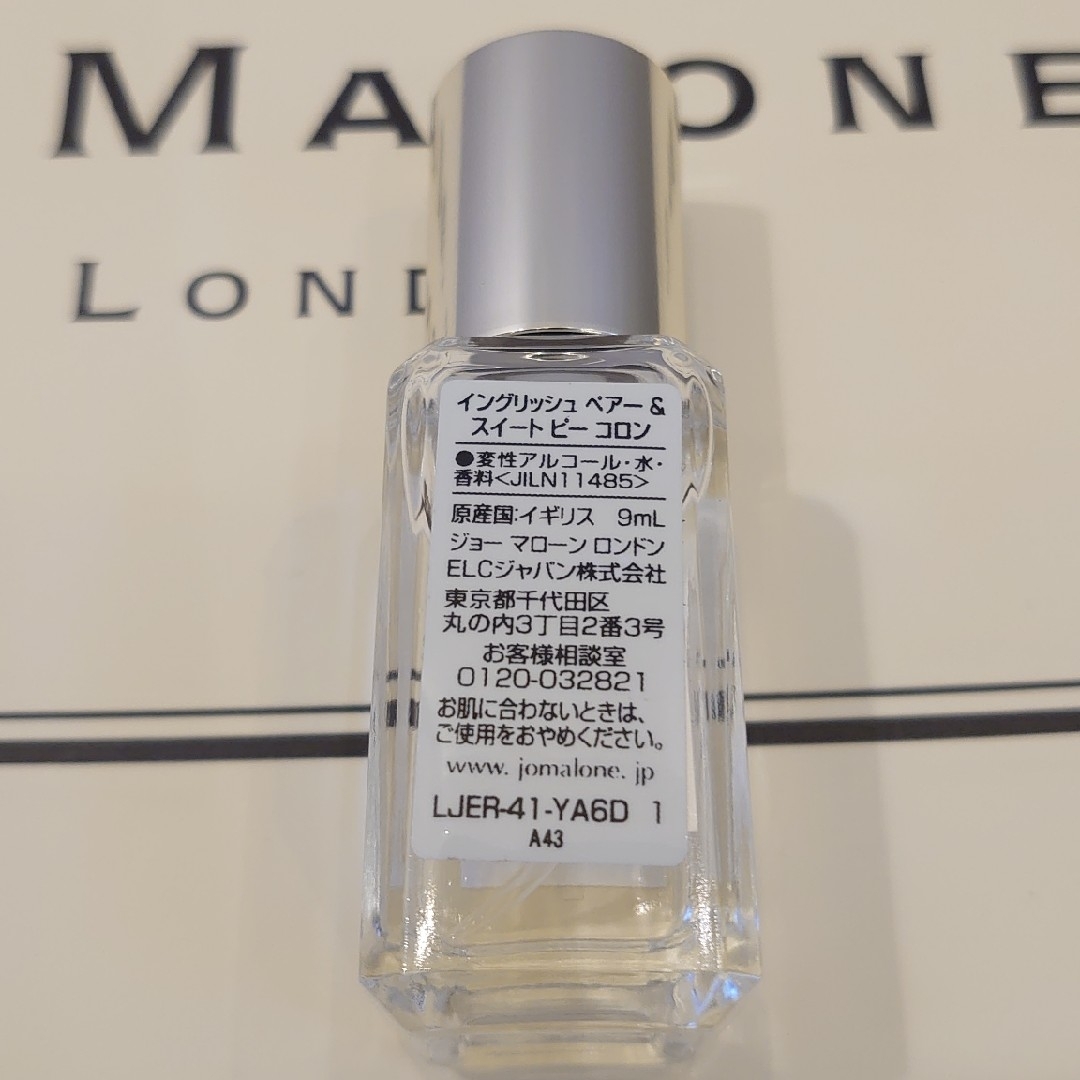 MALONE
LOND
イングリッシュ ペアー &
スイート ピー コロン
●変性アルコール・水・
香料<JILN11485>
原産国:イギリス 9mL
ジョー マローン ロンドン
ELCジャパン株式会社
東京都千代田区
丸の内3丁目2番3号
お客様相談室
0120-032821
お肌に合わないときは、
ご使用をおやめください。
www. jomalone. jp
LJER-41-YA6D 1
A43